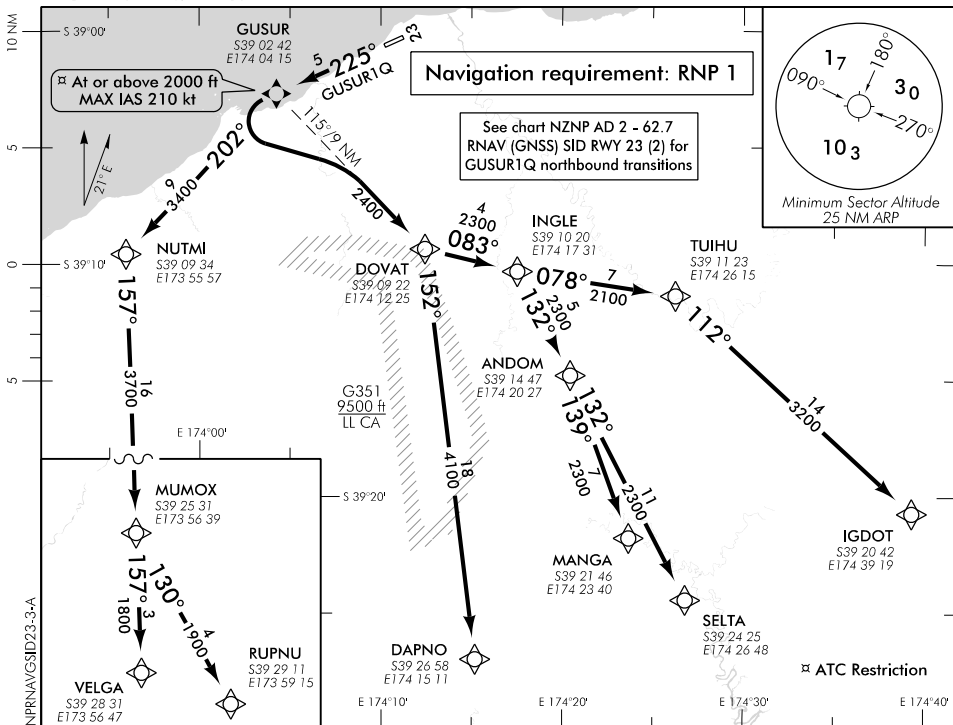 10 NM
S 39°00'
GUSUR
S39 02 42
E174 04 15
¤ At or above 2000 ft
MAX IAS 210 kt
23
5
225°
GUSUR1Q
Navigation requirement: RNP 1
See chart NZNP AD 2 - 62.7
RNAV (GNSS) SID RWY 23 (2) for
GUSUR1Q northbound transitions
17
180°
090°
30
270°
103
Minimum Sector Altitude
25 NM ARP
21° E
5
202°
9
3400
115°/9 NM
2400
NUTMI
S39 09 34
E173 55 57
0
S 39°10'
DOVAT
S39 09 22
E174 12 25
4
2300
083°
INGLE
S39 10 20
E174 17 31
078°
7
2100
TUIHU
S39 11 23
E174 26 15
157°
16
3700
152°
18
4100
5
2300
132°
112°
14
3200
5
ANDOM
S39 14 47
E174 20 27
G351
9500 ft
LL CA
132°
11
2300
139°
7
2300
E 174°00'
S 39°20'
MUMOX
S39 25 31
E173 56 39
157°
3
1800
130°
4
1900
VELGA
S39 28 31
E173 56 47
RUPNU
S39 29 11
E173 59 15
DAPNO
S39 26 58
E174 15 11
MANGA
S39 21 46
E174 23 40
SELTA
S39 24 25
E174 26 48
IGDOT
S39 20 42
E174 39 19
¤ ATC Restriction
E 174°10'
E 174°20'
E 174°30'
E 174°40'
NPRNAVGSID23-3-A